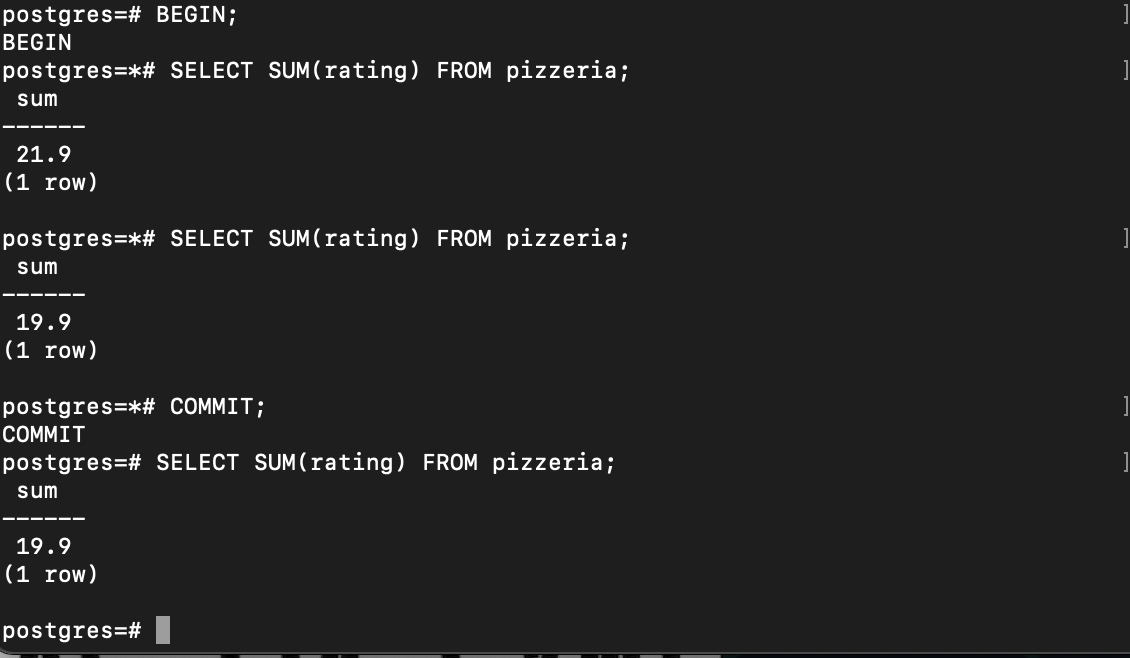 postgres=# BEGIN;
BEGIN
postgres=*# SELECT SUM(rating) FROM pizzeria;
 sum
------
 21.9
(1 row)

postgres=*# SELECT SUM(rating) FROM pizzeria;
 sum
------
 19.9
(1 row)

postgres=*# COMMIT;
COMMIT
postgres=# SELECT SUM(rating) FROM pizzeria;
 sum
------
 19.9
(1 row)

postgres=#